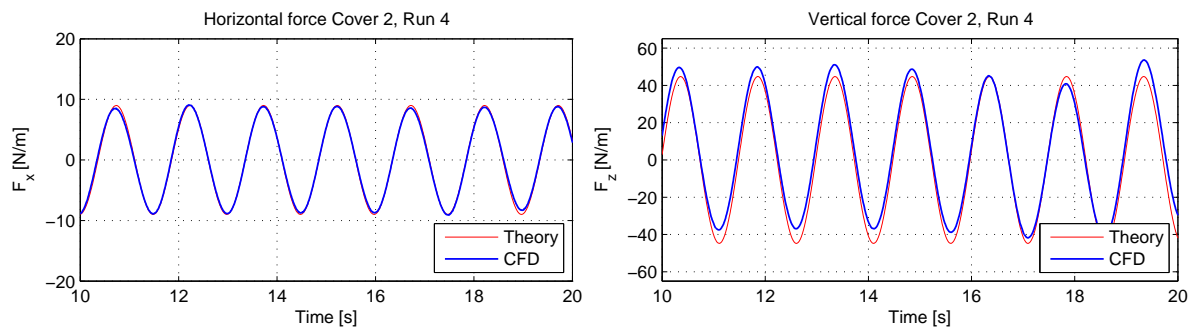 Horizontal force Cover 2, Run 4
20
10
0
−10
−20
F_x [N/m]
10 12 14 16 18 20
Time [s]
Theory
CFD
Vertical force Cover 2, Run 4
60
40
20
0
−20
−40
−60
F_z [N/m]
10 12 14 16 18 20
Time [s]
Theory
CFD